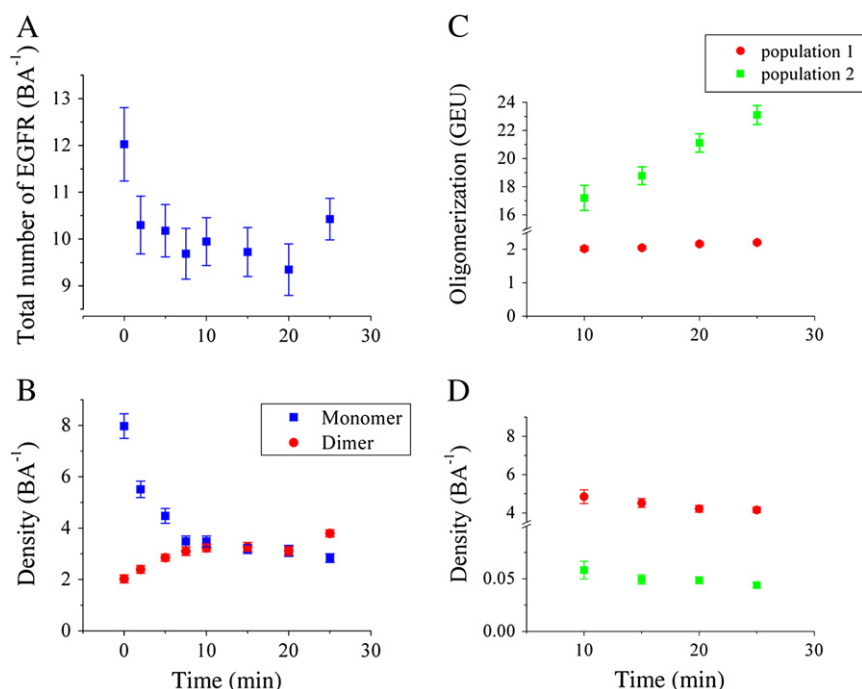 A
Total number of EGFR (BA⁻¹)
13
12
11
10
9
0 10 20 30
B
Monomer
Dimer
Density (BA⁻¹)
8
6
4
2
0
0 10 20 30
Time (min)
C
population 1
population 2
Oligomerization (GEU)
24
22
20
18
16
2
1
0
10 20 30
D
Density (BA⁻¹)
8
6
4
0.05
0.00
10 20 30
Time (min)